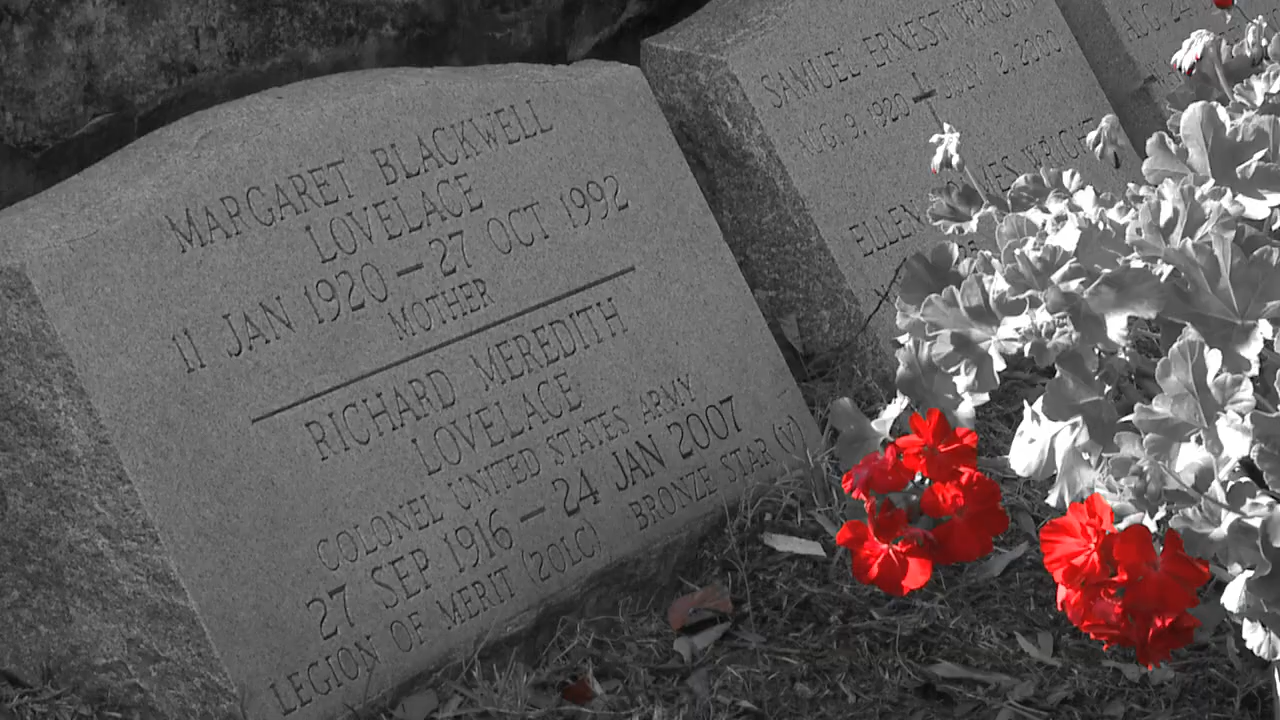 MARGARET BLACKWELL
LOVELACE
11 JAN 1920 — 27 OCT 1992
MOTHER
RICHARD MEREDITH
LOVELACE
COLONEL UNITED STATES ARMY
27 SEP 1916 — 24 JAN 2007
LEGION OF MERIT (2OLC) BRONZE STAR (V)
SAMUEL ERNEST WRIGHT
AUG. 9, 1920 JULY 2, 2000
ELLEN WRIGHT
AUG. 24